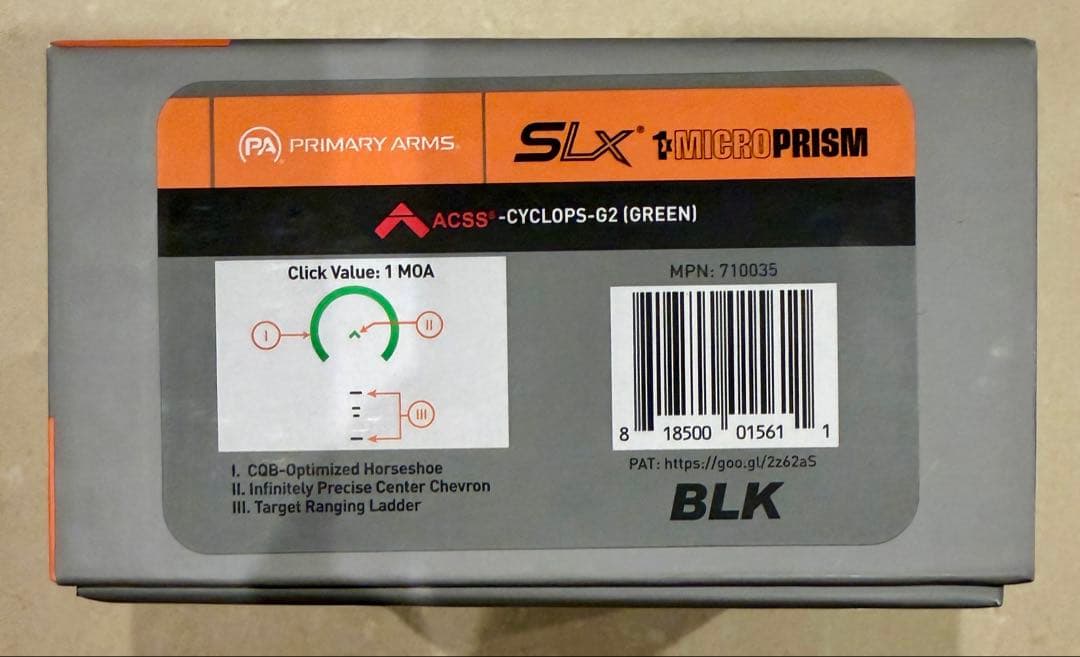 PA PRIMARY ARMS®
SLX® 1xMICROPRISM
ACSS®-CYCLOPS-G2 (GREEN)
Click Value: 1 MOA
I
II
III
I. CQB-Optimized Horseshoe
II. Infinitely Precise Center Chevron
III. Target Ranging Ladder
MPN: 710035
8 18500 01561 1
PAT: https://goo.gl/2z62aS
BLK